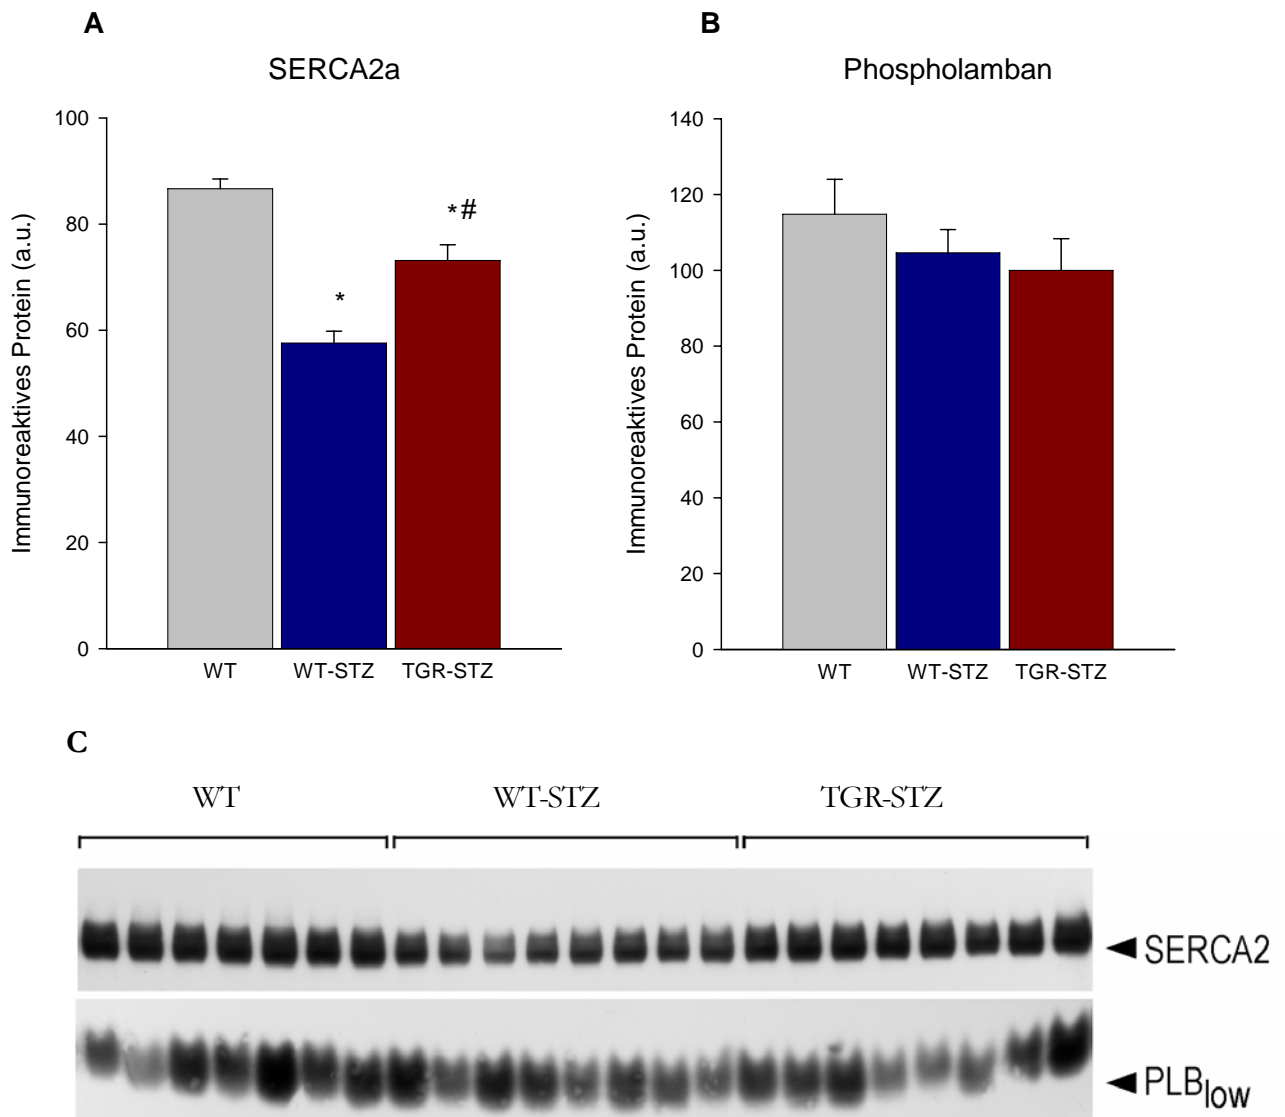 A
SERCA2a
Immunoreaktives Protein (a.u.)
100
80
60
40
20
0
*
*#
WT
WT-STZ
TGR-STZ
B
Phospholamban
Immunoreaktives Protein (a.u.)
140
120
100
80
60
40
20
0
WT
WT-STZ
TGR-STZ
C
WT
WT-STZ
TGR-STZ
SERCA2
PLBlow